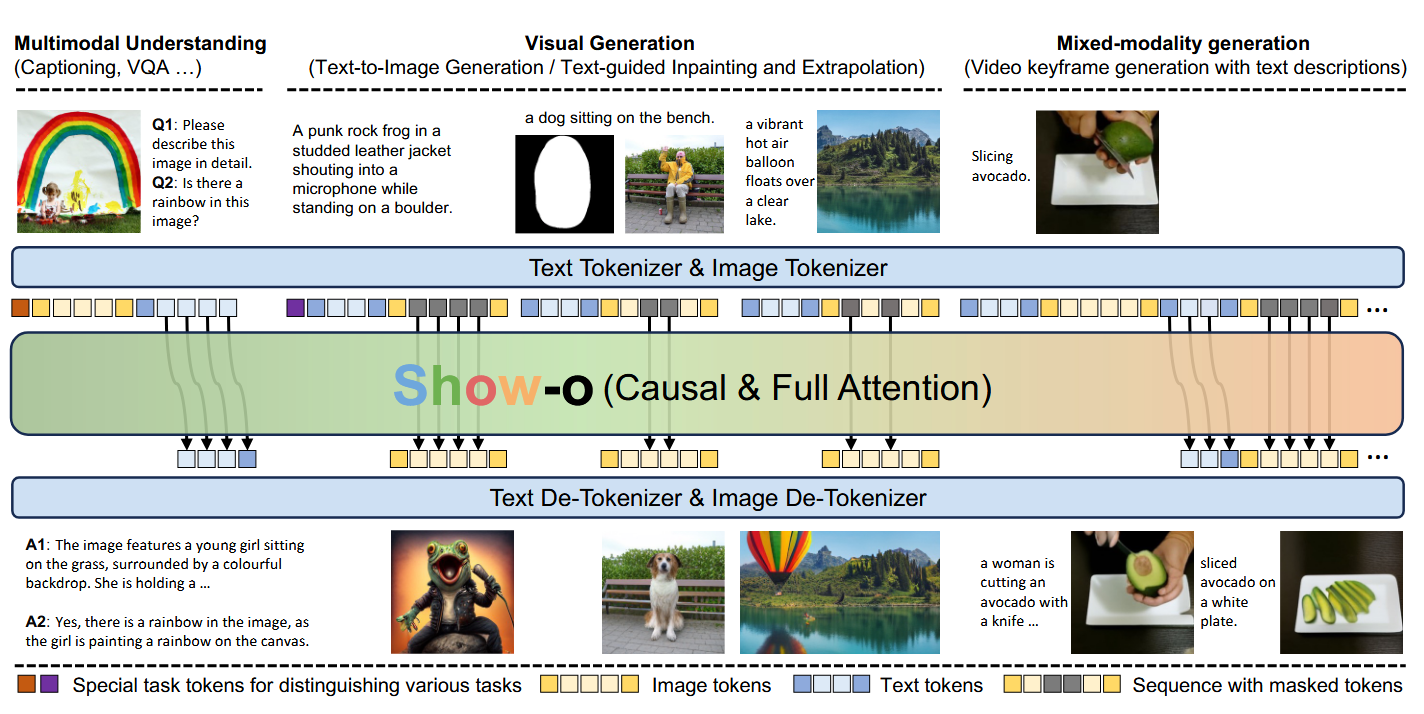 Multimodal Understanding
(Captioning, VQA …)
Visual Generation
(Text-to-Image Generation / Text-guided Inpainting and Extrapolation)
Mixed-modality generation
(Video keyframe generation with text descriptions)
Q1: Please
describe this
image in detail.
Q2: Is there a
rainbow in this
image?
A punk rock frog in a
studded leather jacket
shouting into a
microphone while
standing on a boulder.
a dog sitting on the bench.
a vibrant
hot air
balloon
floats over
a clear
lake.
Slicing
avocado.
Text Tokenizer & Image Tokenizer
...
Show-o (Causal & Full Attention)
...
Text De-Tokenizer & Image De-Tokenizer
A1: The image features a young girl sitting
on the grass, surrounded by a colourful
backdrop. She is holding a ...
A2: Yes, there is a rainbow in the image, as
the girl is painting a rainbow on the canvas.
a woman is
cutting an
avocado with
a knife ...
sliced
avocado on
a white
plate.
Special task tokens for distinguishing various tasks
Image tokens
Text tokens
Sequence with masked tokens